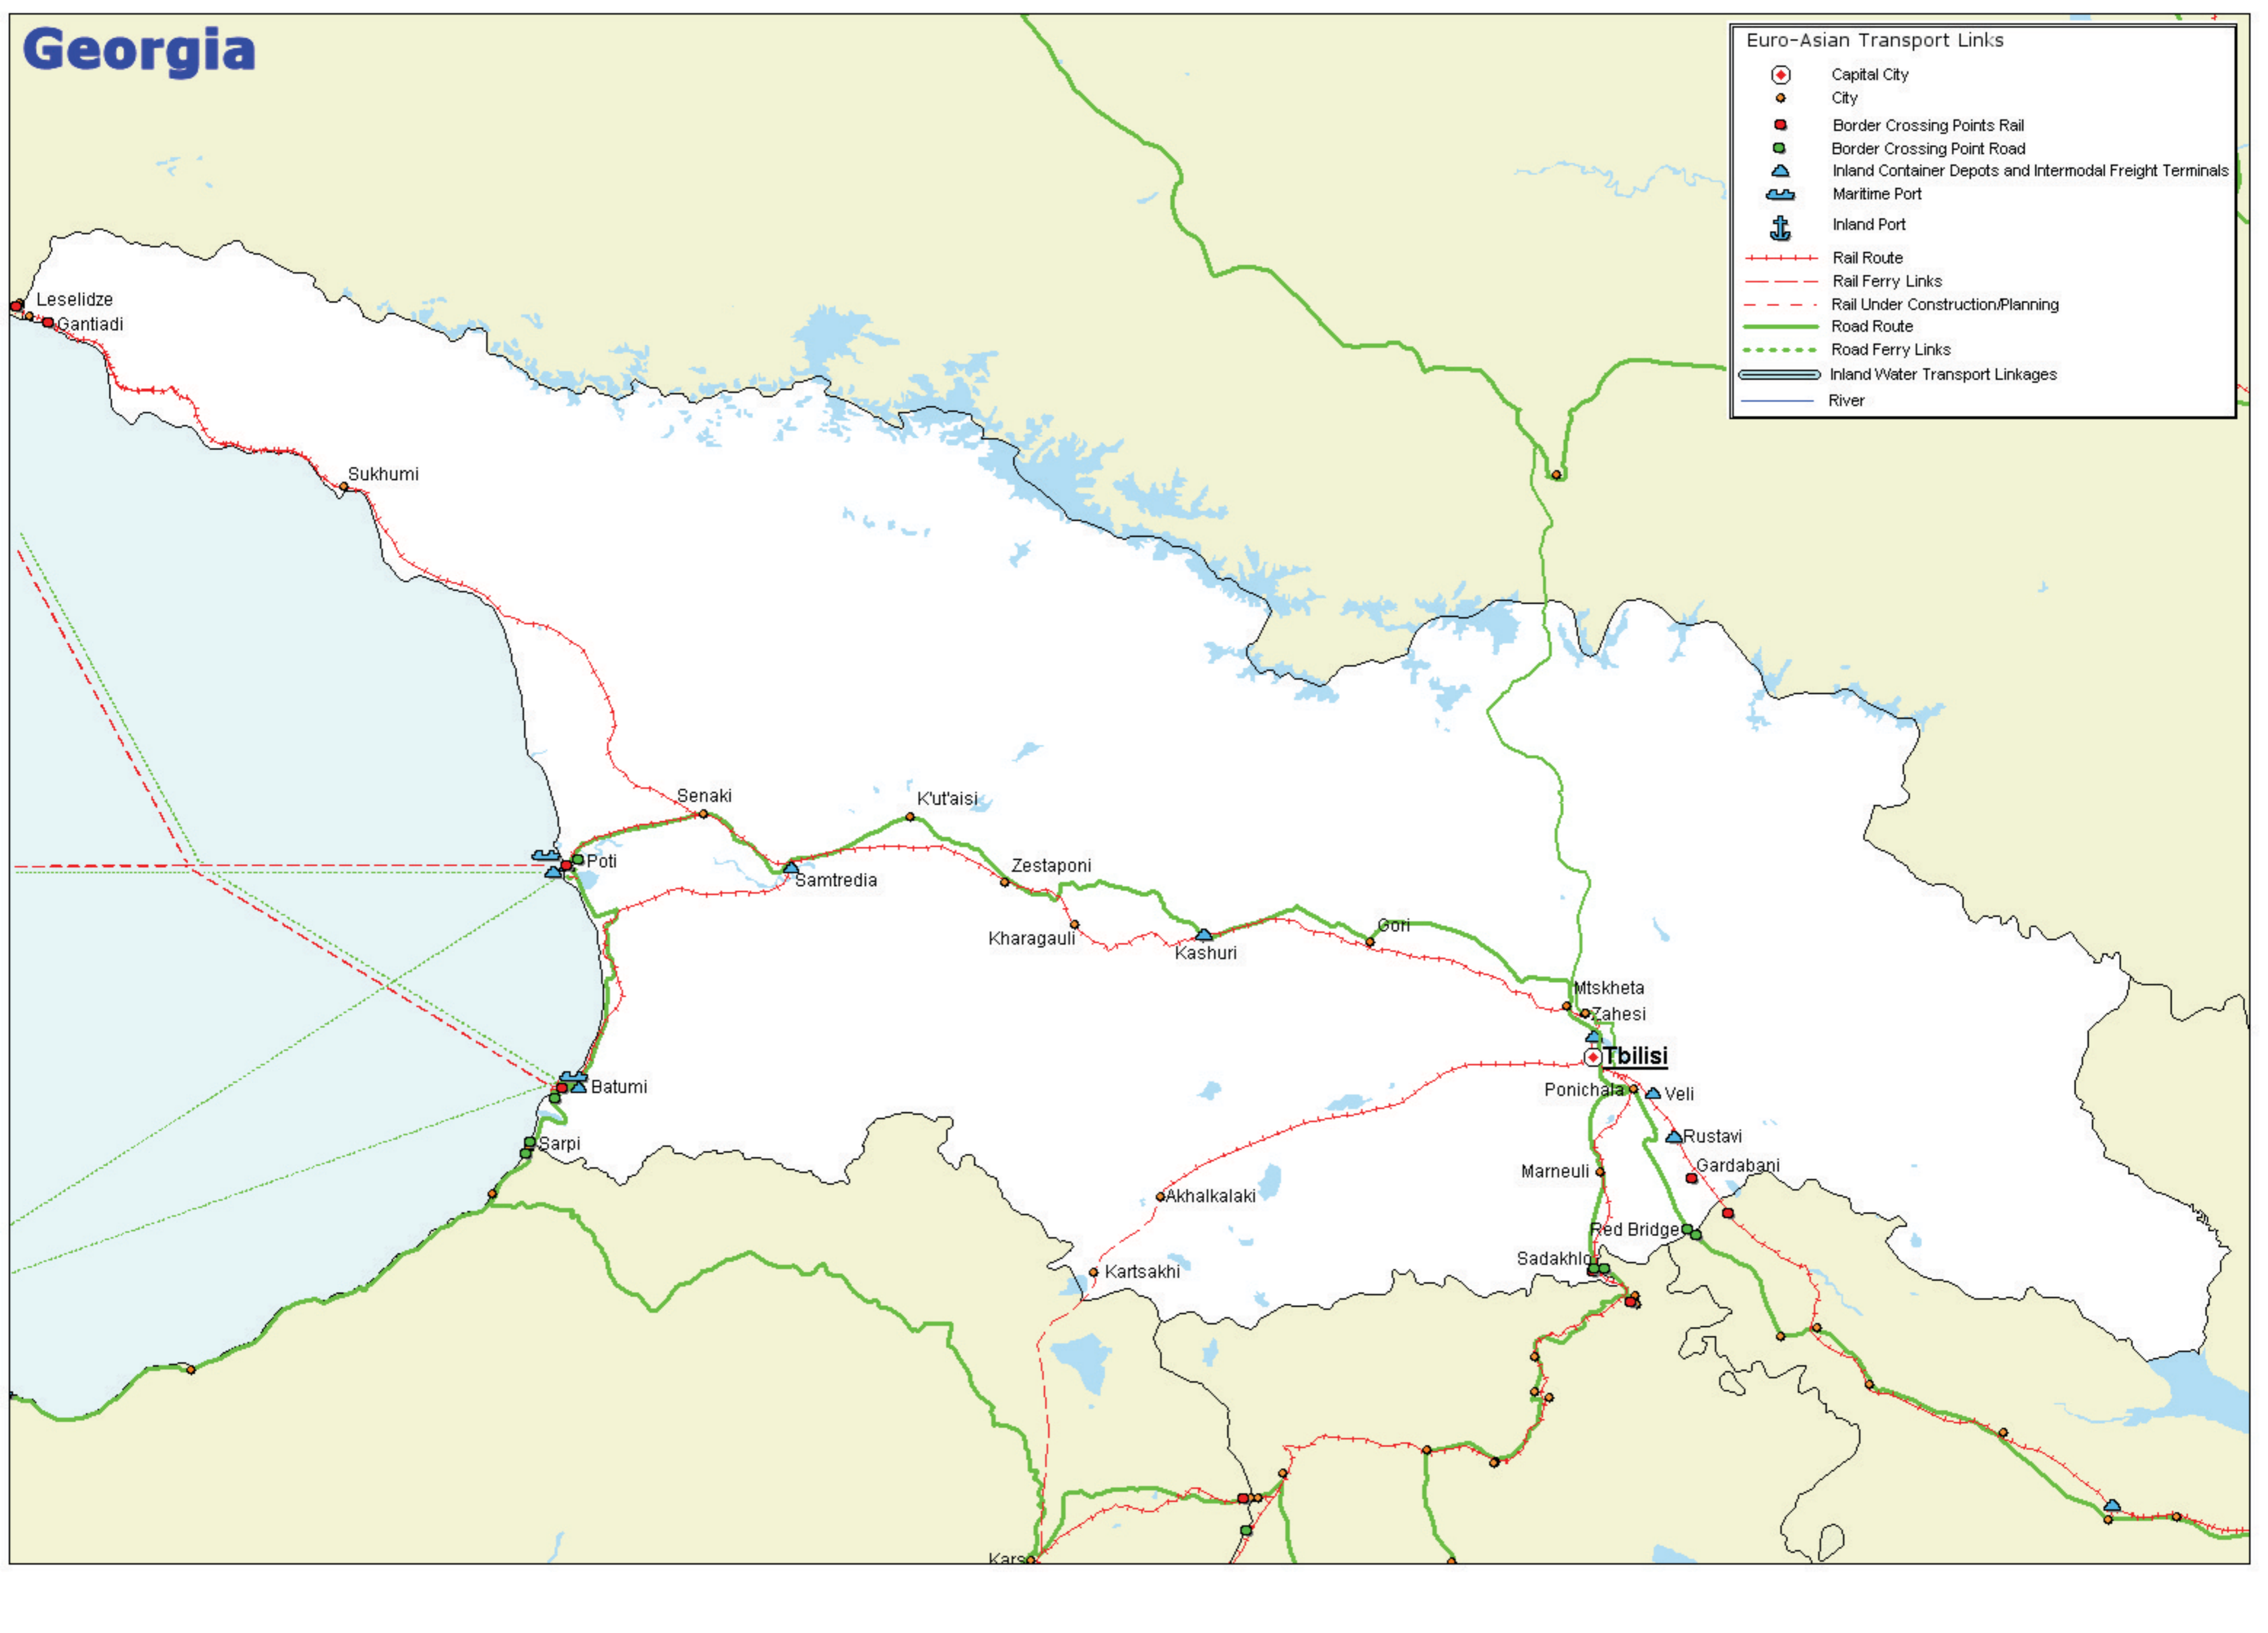 Georgia
Euro-Asian Transport Links
Capital City
City
Border Crossing Points Rail
Border Crossing Point Road
Inland Container Depots and Intermodal Freight Terminals
Maritime Port
Inland Port
Rail Route
Rail Ferry Links
Rail Under Construction/Planning
Road Route
Road Ferry Links
Inland Water Transport Linkages
River
Leselidze
Gantiadi
Sukhumi
Senaki
K'ut'aisi
Poti
Samtredia
Zestaponi
Kharagauli
Kashuri
Gori
Mtskheta
Zahesi
Tbilisi
Batumi
Ponichala
Veli
Sarpi
Rustavi
Marneuli
Gardabani
Akhalkalaki
Red Bridge
Sadakhlo
Kartsakhi
Kars